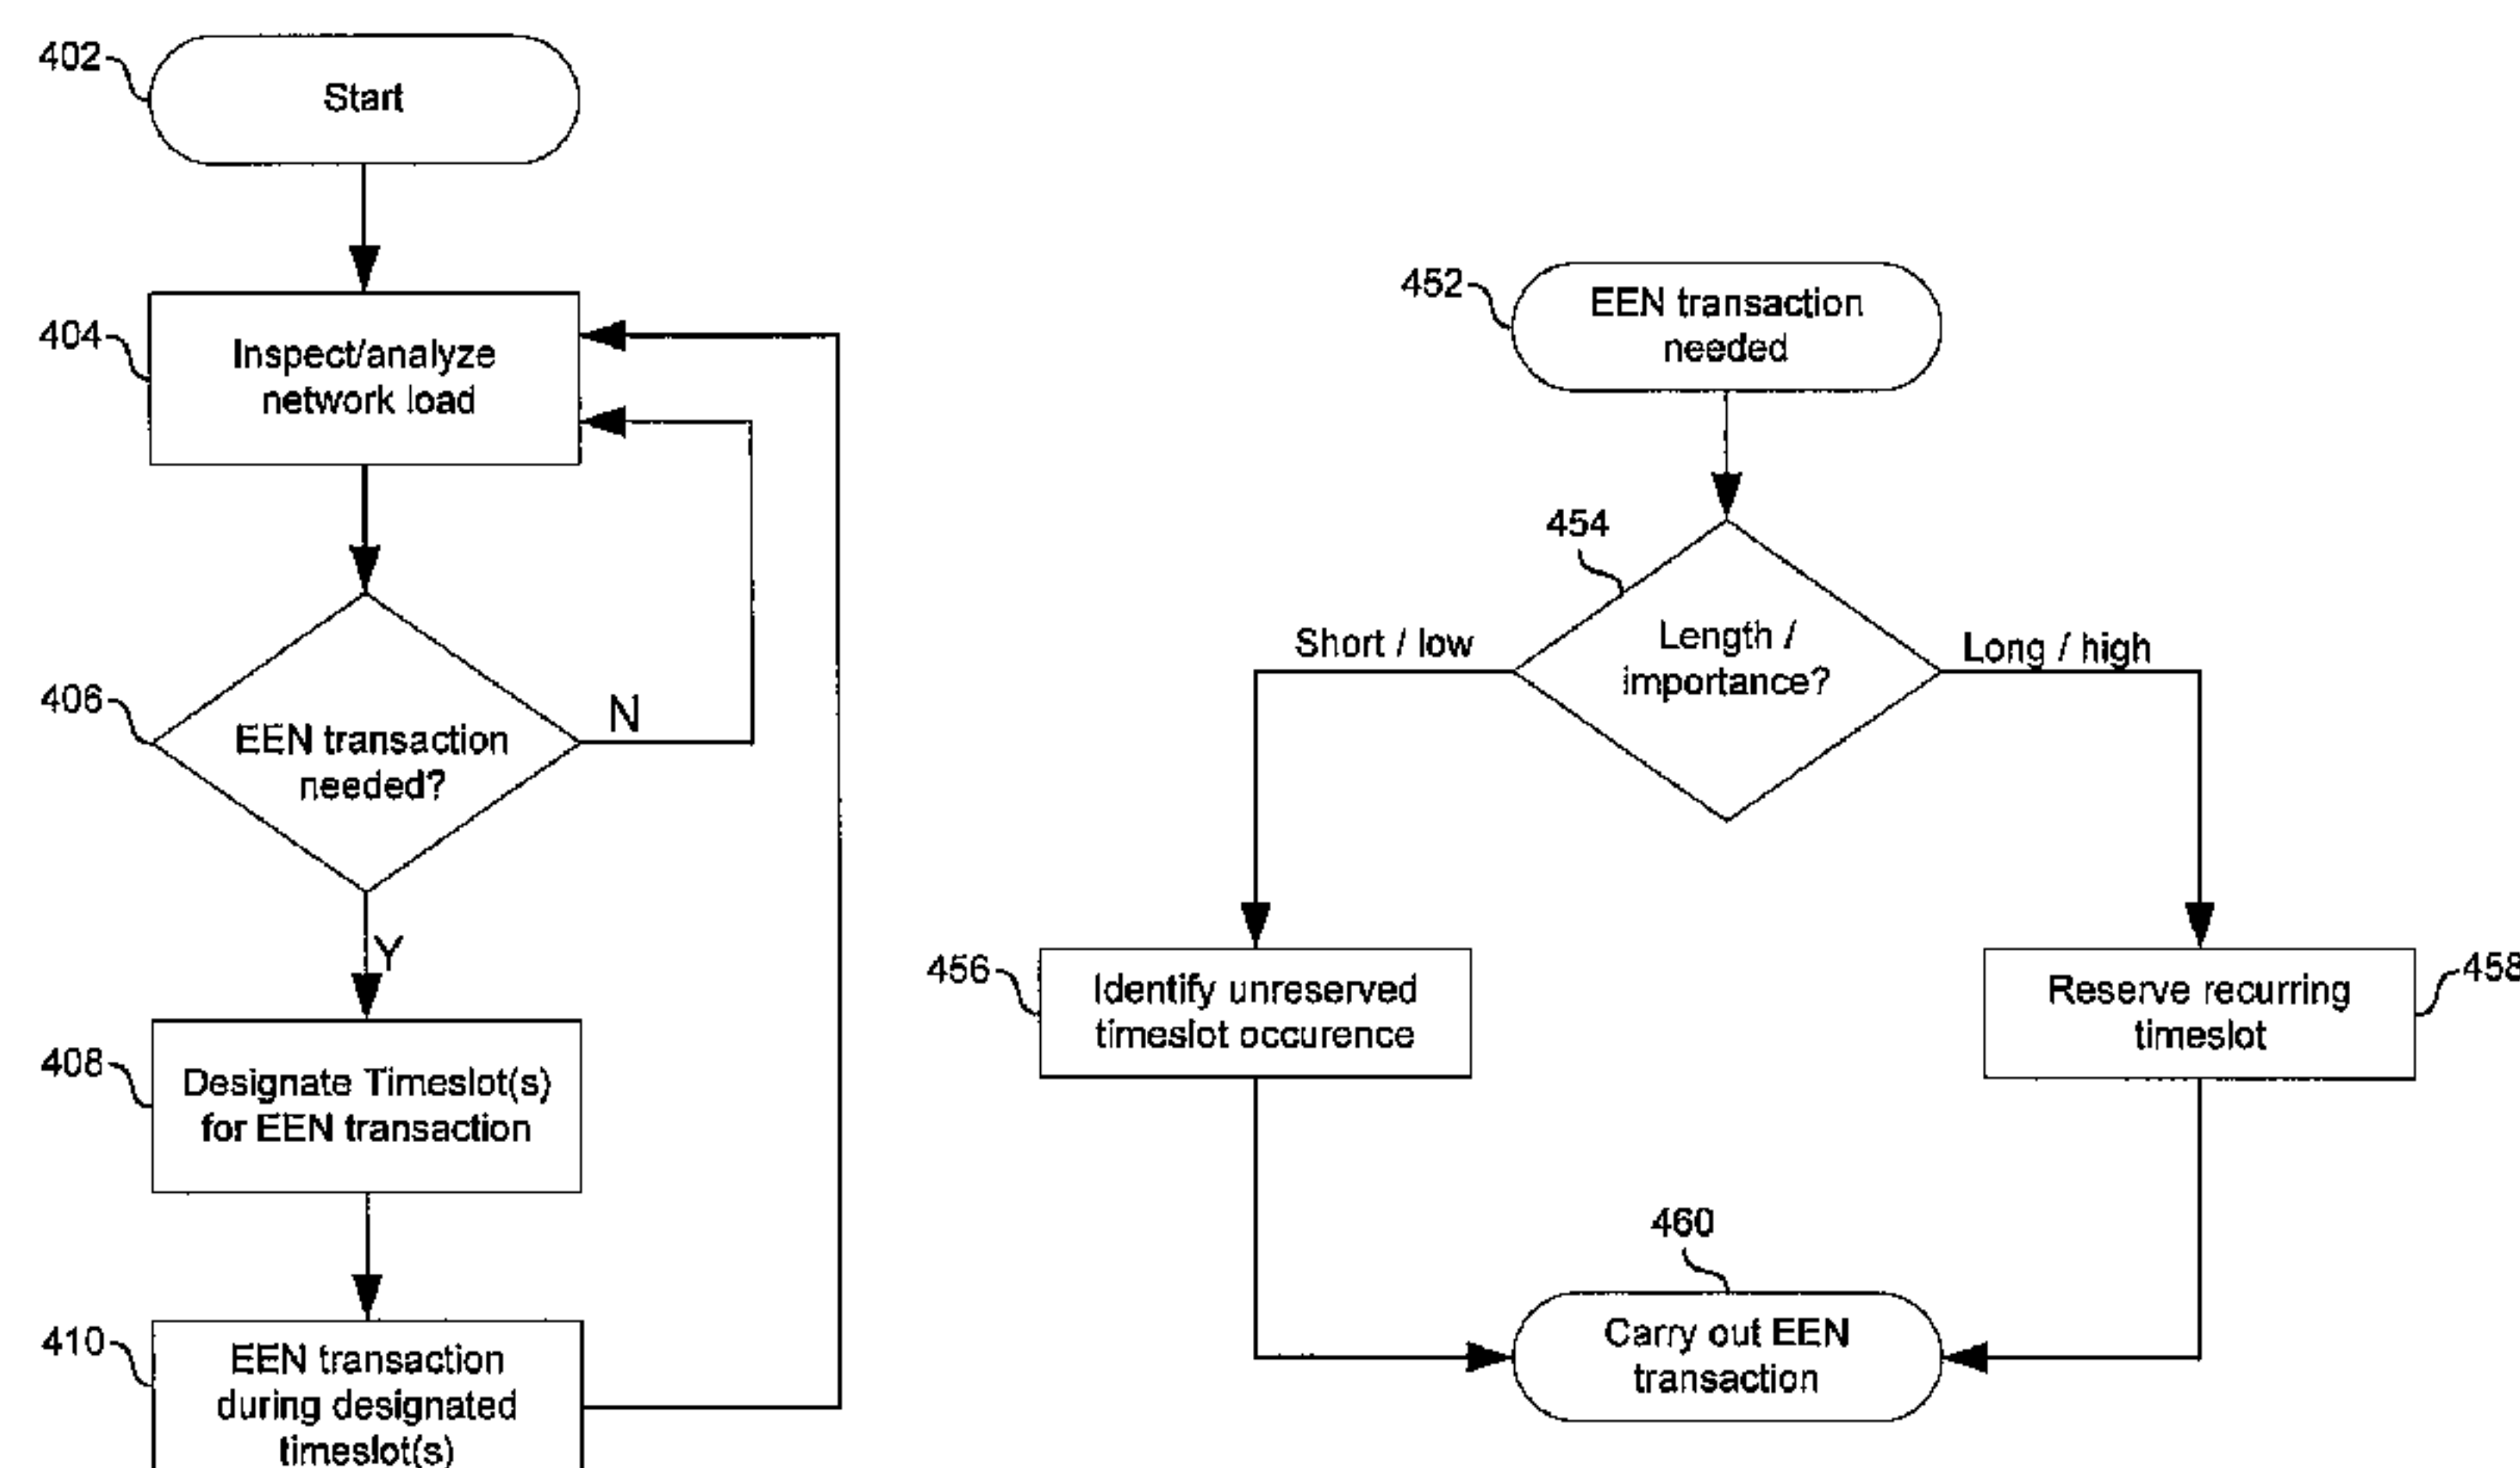 402
Start
404
Inspect/analyze
network load
406
EEN transaction
needed?
N
Y
408
Designate Timeslot(s)
for EEN transaction
410
EEN transaction
during designated
timeslot(s)
452
EEN transaction
needed
454
Length /
importance?
Short / low
Long / high
456
Identify unreserved
timeslot occurence
458
Reserve recurring
timeslot
460
Carry out EEN
transaction